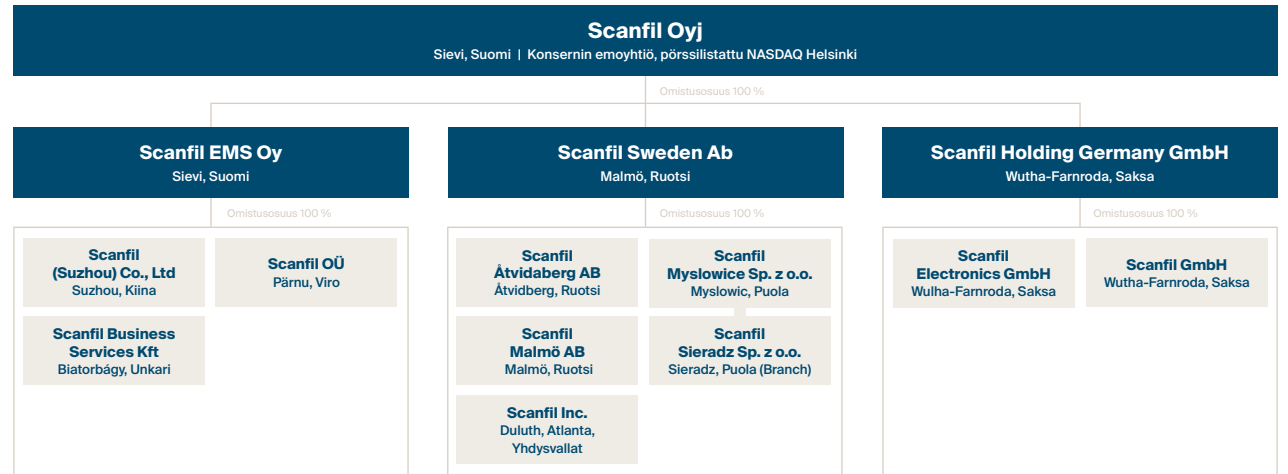 Scanfil Oyj
Sievi, Suomi | Konsernin emoyhtiö, pörssilistattu NASDAQ Helsinki
Omistusosuus 100 %
Scanfil EMS Oy
Sievi, Suomi
Scanfil Sweden Ab
Malmö, Ruotsi
Scanfil Holding Germany GmbH
Wutha-Farnroda, Saksa
Omistusosuus 100 %
Omistusosuus 100 %
Omistusosuus 100 %
Scanfil
(Suzhou) Co., Ltd
Suzhou, Kiina
Scanfil OÜ
Pärnu, Viro
Scanfil Business
Services Kft
Biatorbágy, Unkari
Scanfil
Åtvidaberg AB
Åtvidberg, Ruotsi
Scanfil
Myslowice Sp. z o.o.
Myslowic, Puola
Scanfil
Malmö AB
Malmö, Ruotsi
Scanfil
Sieradz Sp. z o.o.
Sieradz, Puola (Branch)
Scanfil Inc.
Duluth, Atlanta,
Yhdysvallat
Scanfil
Electronics GmbH
Wulha-Farnroda, Saksa
Scanfil GmbH
Wutha-Farnroda, Saksa